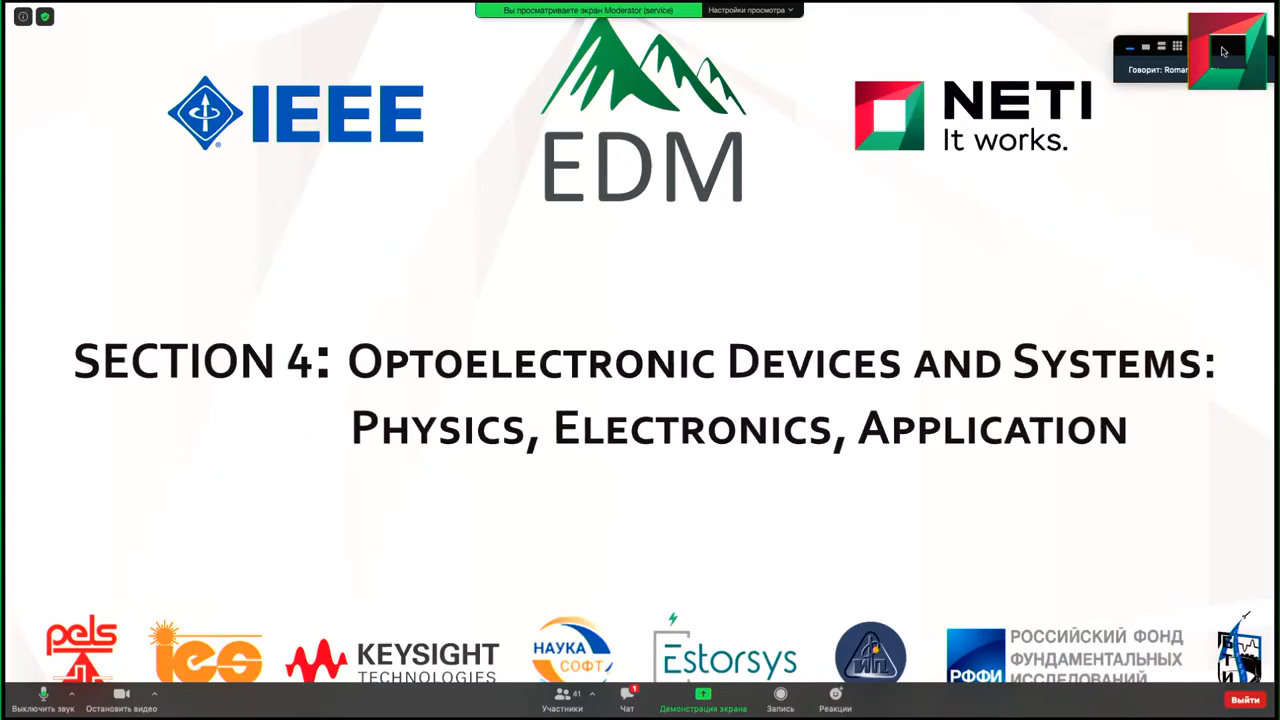 Вы просматриваете экран Moderator (service)
Настройки просмотра
Говорит: Roman
IEEE
EDM
NETI
It works.
SECTION 4: OPTOELECTRONIC DEVICES AND SYSTEMS:
PHYSICS, ELECTRONICS, APPLICATION
pels
ies
KEYSIGHT
TECHNOLOGIES
НАУКА
СОФТ
Estorsys
РФФИ
РОССИЙСКИЙ ФОНД
ФУНДАМЕНТАЛЬНЫХ
ИССЛЕДОВАНИЙ
Выключить звук
Остановить видео
Участники
41
Чат
1
Демонстрация экрана
Запись
Реакции
Выйти